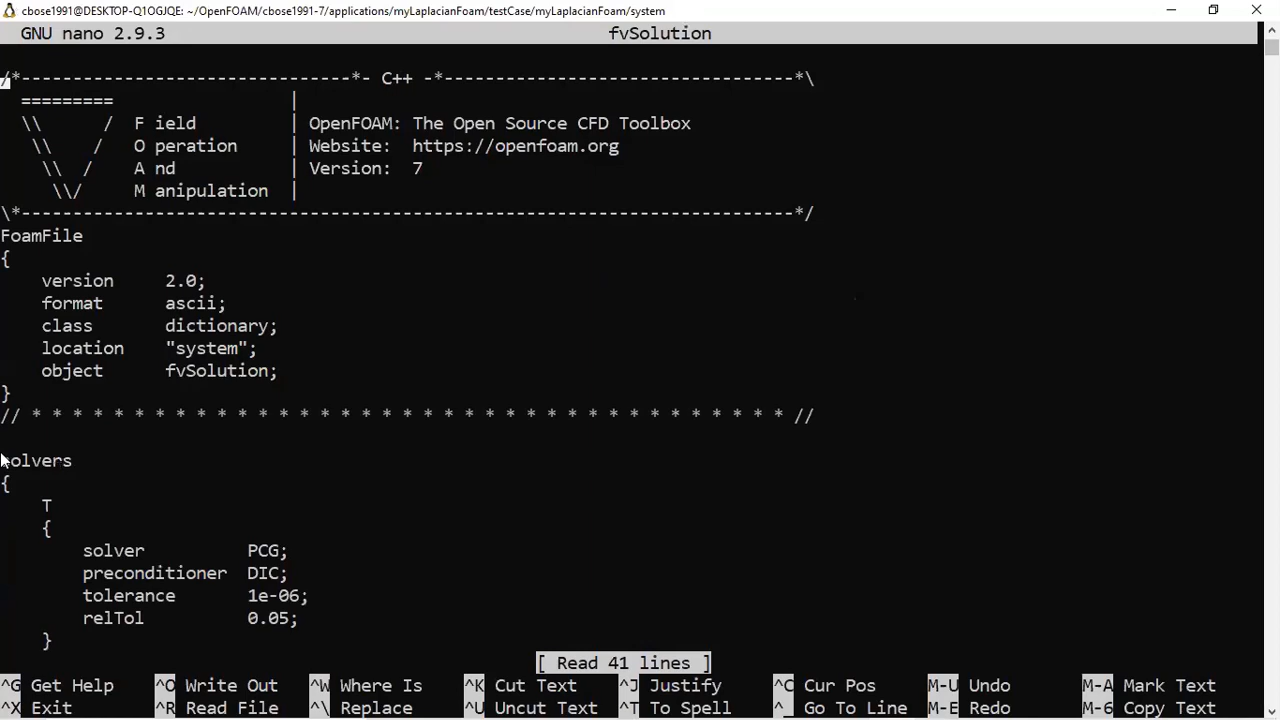 cbose1991@DESKTOP-Q1OGJQE: ~/OpenFOAM/cbose1991-7/applications/myLaplacianFoam/testCase/myLaplacianFoam/system
GNU nano 2.9.3 fvSolution
/*--------------------------------*- C++ -*----------------------------------*\
========= |
\\ / F ield | OpenFOAM: The Open Source CFD Toolbox
\\ / O peration | Website: https://openfoam.org
\\ / A nd | Version: 7
\\/ M anipulation |
\*---------------------------------------------------------------------------*/
FoamFile
{
version 2.0;
format ascii;
class dictionary;
location "system";
object fvSolution;
}
// * * * * * * * * * * * * * * * * * * * * * * * * * * * * * * * * * * * * * //
solvers
{
T
{
solver PCG;
preconditioner DIC;
tolerance 1e-06;
relTol 0.05;
}
[ Read 41 lines ]
^G Get Help ^O Write Out ^W Where Is ^K Cut Text ^J Justify ^C Cur Pos M-U Undo M-A Mark Text
^X Exit ^R Read File ^\ Replace ^U Uncut Text ^T To Spell ^_ Go To Line M-E Redo M-6 Copy Text